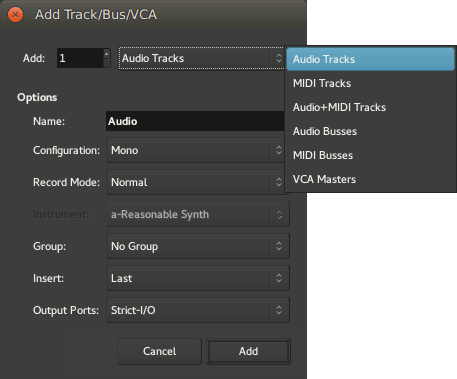 Add Track/Bus/VCA
Add: 1 Audio Tracks
Audio Tracks
MIDI Tracks
Audio+MIDI Tracks
Audio Busses
MIDI Busses
VCA Masters
Options
Name: Audio
Configuration: Mono
Record Mode: Normal
Instrument: a-Reasonable Synth
Group: No Group
Insert: Last
Output Ports: Strict-I/O
Cancel Add